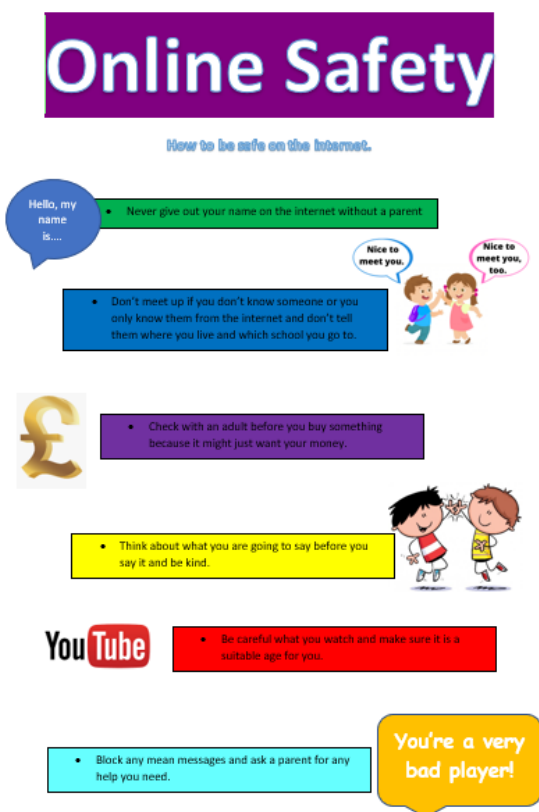 Online Safety
How to be safe on the internet.
Hello, my
name
is....
• Never give out your name on the internet without a parent
Nice to
meet you.
Nice to
meet you,
too.
• Don't meet up if you don't know someone or you
only know them from the internet and don't tell
them where you live and which school you go to.
£
• Check with an adult before you buy something
because it might just want your money.
• Think about what you are going to say before you
say it and be kind.
YouTube
• Be careful what you watch and make sure it is a
suitable age for you.
You're a very
bad player!
• Block any mean messages and ask a parent for any
help you need.